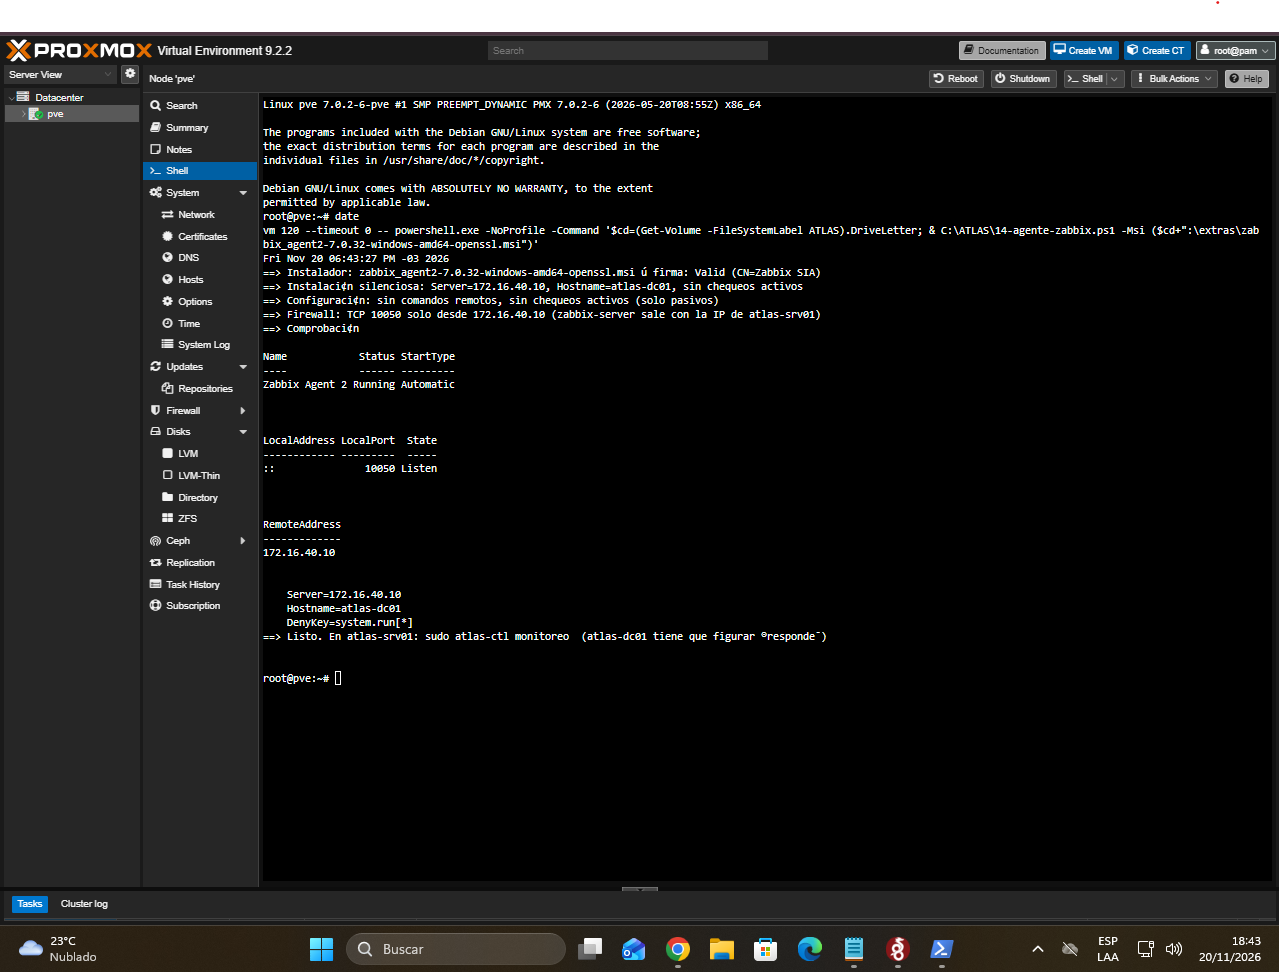 PROXMOX Virtual Environment 9.2.2
Search
Documentation
Create VM
Create CT
root@pam
Server View
Node 'pve'
Reboot
Shutdown
Shell
Bulk Actions
Help
Datacenter
pve
Search
Summary
Notes
Shell
System
Network
Certificates
DNS
Hosts
Options
Time
System Log
Updates
Repositories
Firewall
Disks
LVM
LVM-Thin
Directory
ZFS
Ceph
Replication
Task History
Subscription
Linux pve 7.0.2-6-pve #1 SMP PREEMPT_DYNAMIC PMX 7.0.2-6 (2026-05-20T08:55Z) x86_64
The programs included with the Debian GNU/Linux system are free software;
the exact distribution terms for each program are described in the
individual files in /usr/share/doc/*/copyright.
Debian GNU/Linux comes with ABSOLUTELY NO WARRANTY, to the extent
permitted by applicable law.
root@pve:~# date
vm 120 --timeout 0 -- powershell.exe -NoProfile -Command '$cd=(Get-Volume -FileSystemLabel ATLAS).DriveLetter; & C:\ATLAS\14-agente-zabbix.ps1 -Msi ($cd+":\extras\zab
bix_agent2-7.0.32-windows-amd64-openssl.msi")'
Fri Nov 20 06:43:27 PM -03 2026
==> Instalador: zabbix_agent2-7.0.32-windows-amd64-openssl.msi ú firma: Valid (CN=Zabbix SIA)
==> Instalaci¢n silenciosa: Server=172.16.40.10, Hostname=atlas-dc01, sin chequeos activos
==> Configuraci¢n: sin comandos remotos, sin chequeos activos (solo pasivos)
==> Firewall: TCP 10050 solo desde 172.16.40.10 (zabbix-server sale con la IP de atlas-srv01)
==> Comprobaci¢n
Name Status StartType
---- ------ ---------
Zabbix Agent 2 Running Automatic
LocalAddress LocalPort State
------------ --------- -----
:: 10050 Listen
RemoteAddress
-------------
172.16.40.10
Server=172.16.40.10
Hostname=atlas-dc01
DenyKey=system.run[*]
==> Listo. En atlas-srv01: sudo atlas-ctl monitoreo (atlas-dc01 tiene que figurar ®responde¯)
root@pve:~#
Tasks
Cluster log
23°C
Nublado
Buscar
ESP
LAA
18:43
20/11/2026